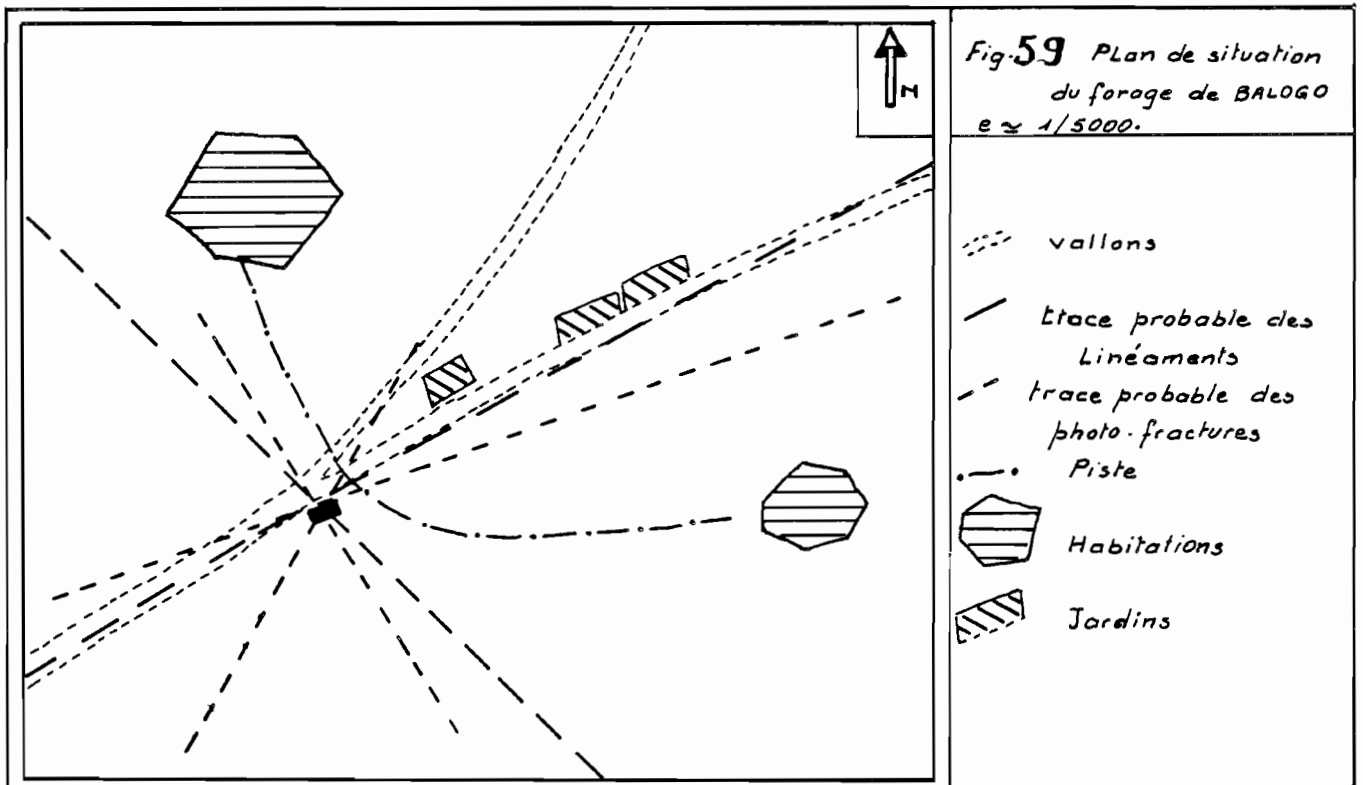 Fig. 59 Plan de situation
du forage de BALOGO
e ≃ 1/5000.
N
vallons
trace probable des
Linéaments
trace probable des
photo-fractures
Piste
Habitations
Jardins